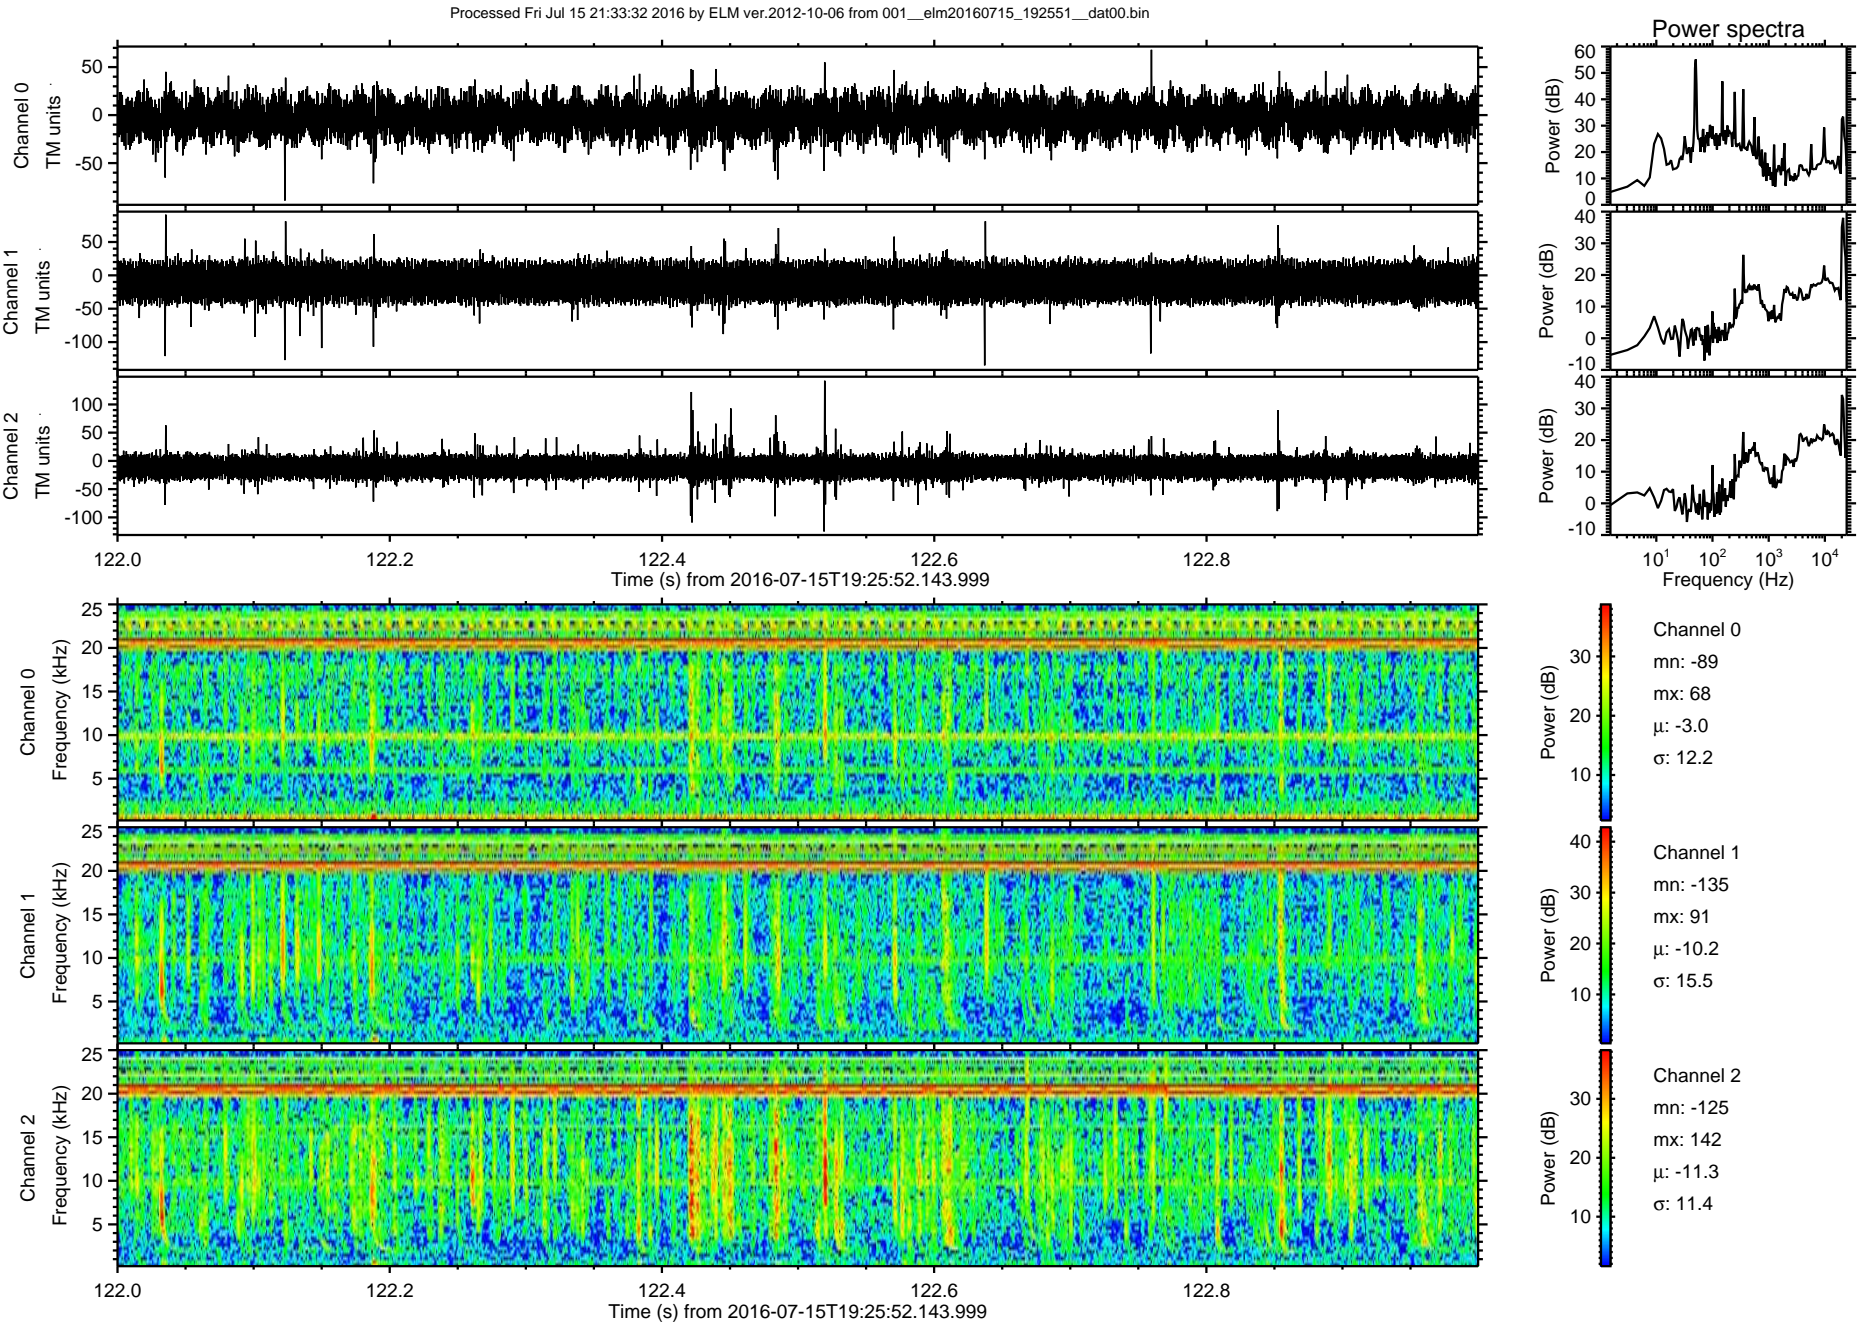 Processed Fri Jul 15 21:33:32 2016 by ELM ver.2012-10-06 from 001__elm20160715_192551__dat00.bin
Power spectra
Channel 0
TM units
50
0
-50
Power (dB)
60
50
40
30
20
10
0
Channel 1
TM units
50
0
-50
-100
Power (dB)
40
30
20
10
0
-10
Channel 2
TM units
100
50
0
-50
-100
Power (dB)
40
30
20
10
0
-10
122.0 122.2 122.4 122.6 122.8
Time (s) from 2016-07-15T19:25:52.143.999
10^1 10^2 10^3 10^4
Frequency (Hz)
Channel 0
Frequency (kHz)
25
20
15
10
5
Power (dB)
30
20
10
Channel 0
mn: -89
mx: 68
μ: -3.0
σ: 12.2
Channel 1
Frequency (kHz)
25
20
15
10
5
Power (dB)
40
30
20
10
Channel 1
mn: -135
mx: 91
μ: -10.2
σ: 15.5
Channel 2
Frequency (kHz)
25
20
15
10
5
Power (dB)
30
20
10
Channel 2
mn: -125
mx: 142
μ: -11.3
σ: 11.4
122.0 122.2 122.4 122.6 122.8
Time (s) from 2016-07-15T19:25:52.143.999